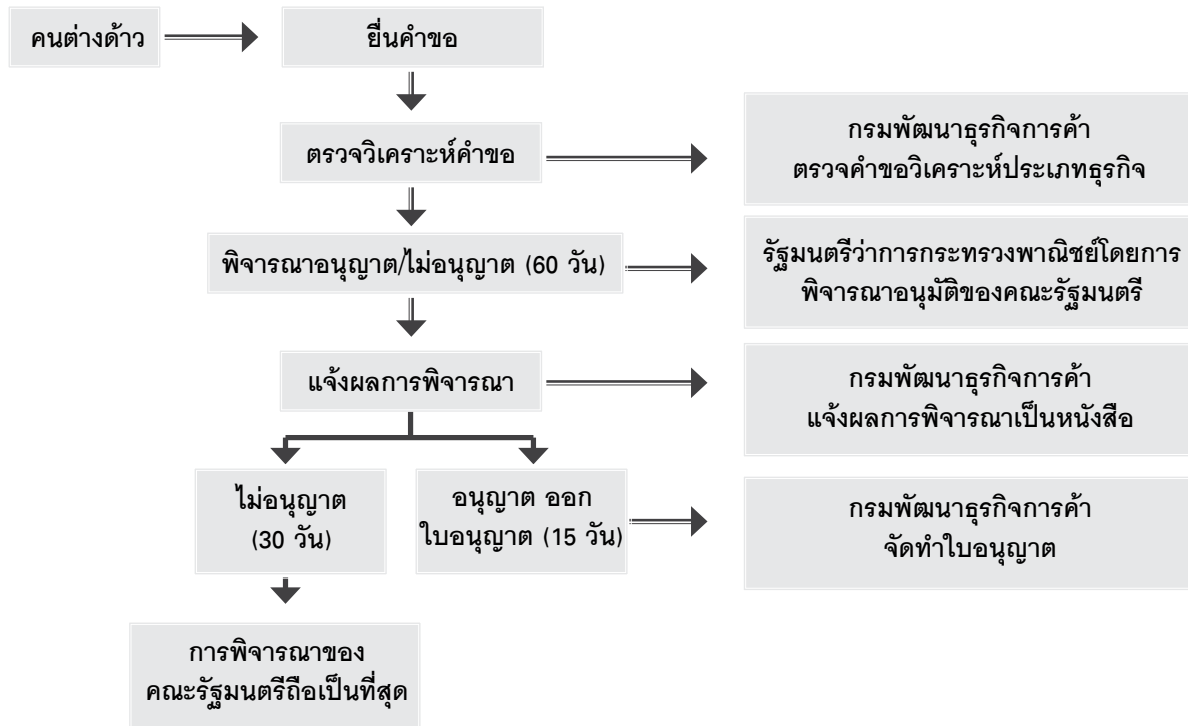 คนต่างด้าว
ยื่นคำขอ
ตรวจวิเคราะห์คำขอ
กรมพัฒนาธุรกิจการค้า
ตรวจคำขอวิเคราะห์ประเภทธุรกิจ
พิจารณาอนุญาต/ไม่อนุญาต (60 วัน)
รัฐมนตรีว่าการกระทรวงพาณิชย์โดยการ
พิจารณาอนุมัติของคณะรัฐมนตรี
แจ้งผลการพิจารณา
กรมพัฒนาธุรกิจการค้า
แจ้งผลการพิจารณาเป็นหนังสือ
ไม่อนุญาต
(30 วัน)
อนุญาต ออก
ใบอนุญาต (15 วัน)
กรมพัฒนาธุรกิจการค้า
จัดทำใบอนุญาต
การพิจารณาของ
คณะรัฐมนตรีถือเป็นที่สุด